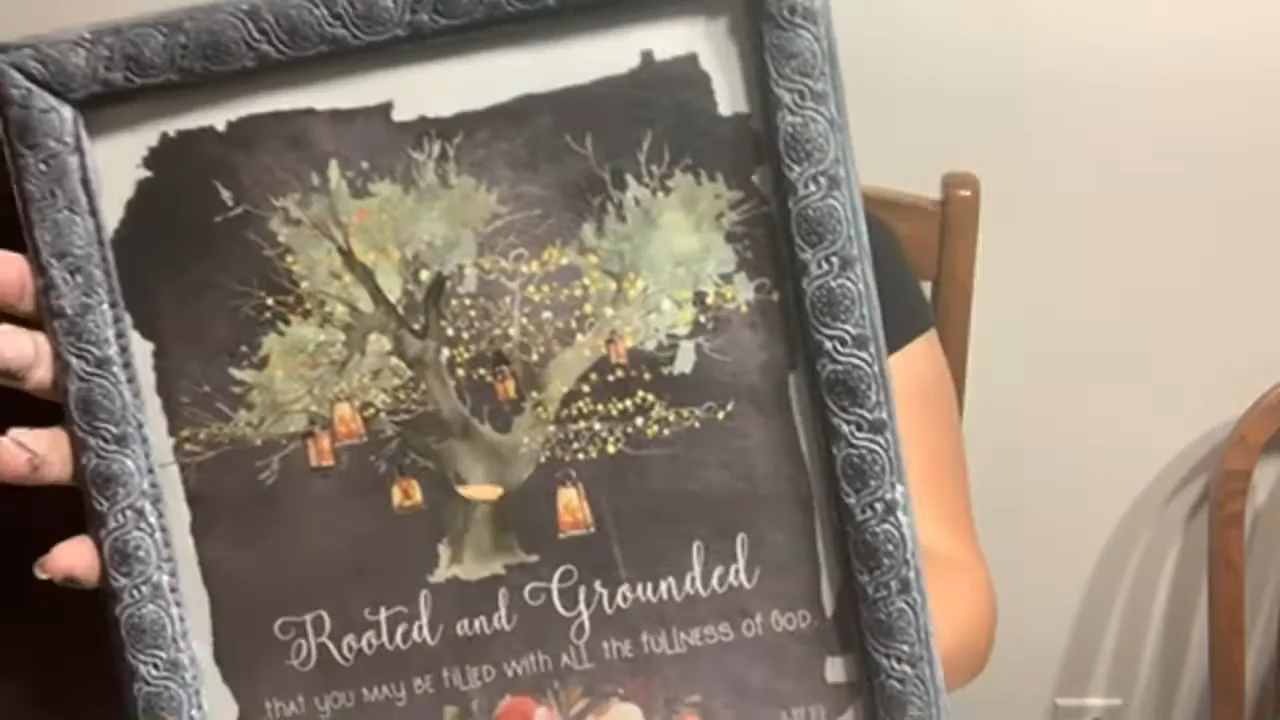 Rooted and Grounded
that you may be filled with all the fullness of God.